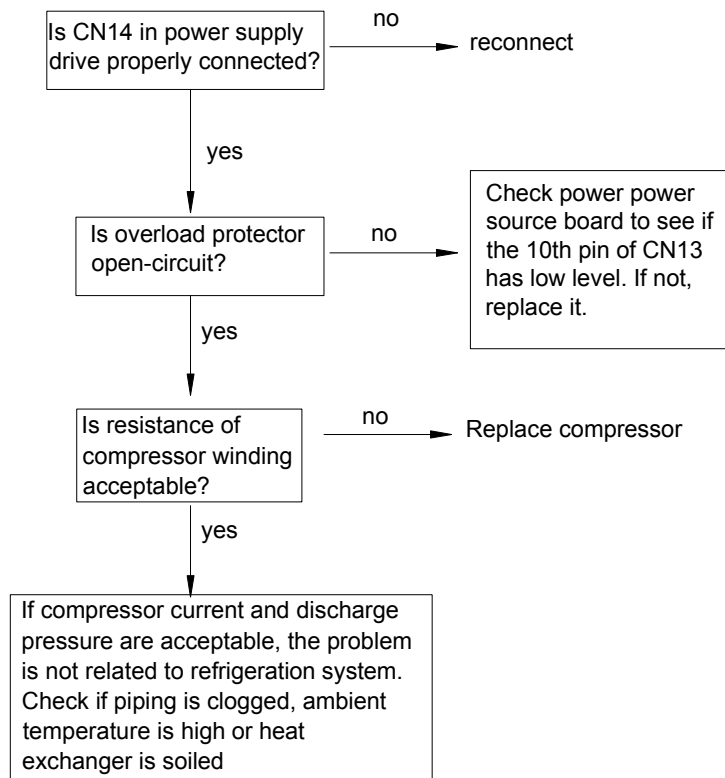 Is CN14 in power supply
drive properly connected?
no
reconnect
yes
Is overload protector
open-circuit?
no
Check power power
source board to see if
the 10th pin of CN13
has low level. If not,
replace it.
yes
Is resistance of
compressor winding
acceptable?
no
Replace compressor
yes
If compressor current and discharge
pressure are acceptable, the problem
is not related to refrigeration system.
Check if piping is clogged, ambient
temperature is high or heat
exchanger is soiled